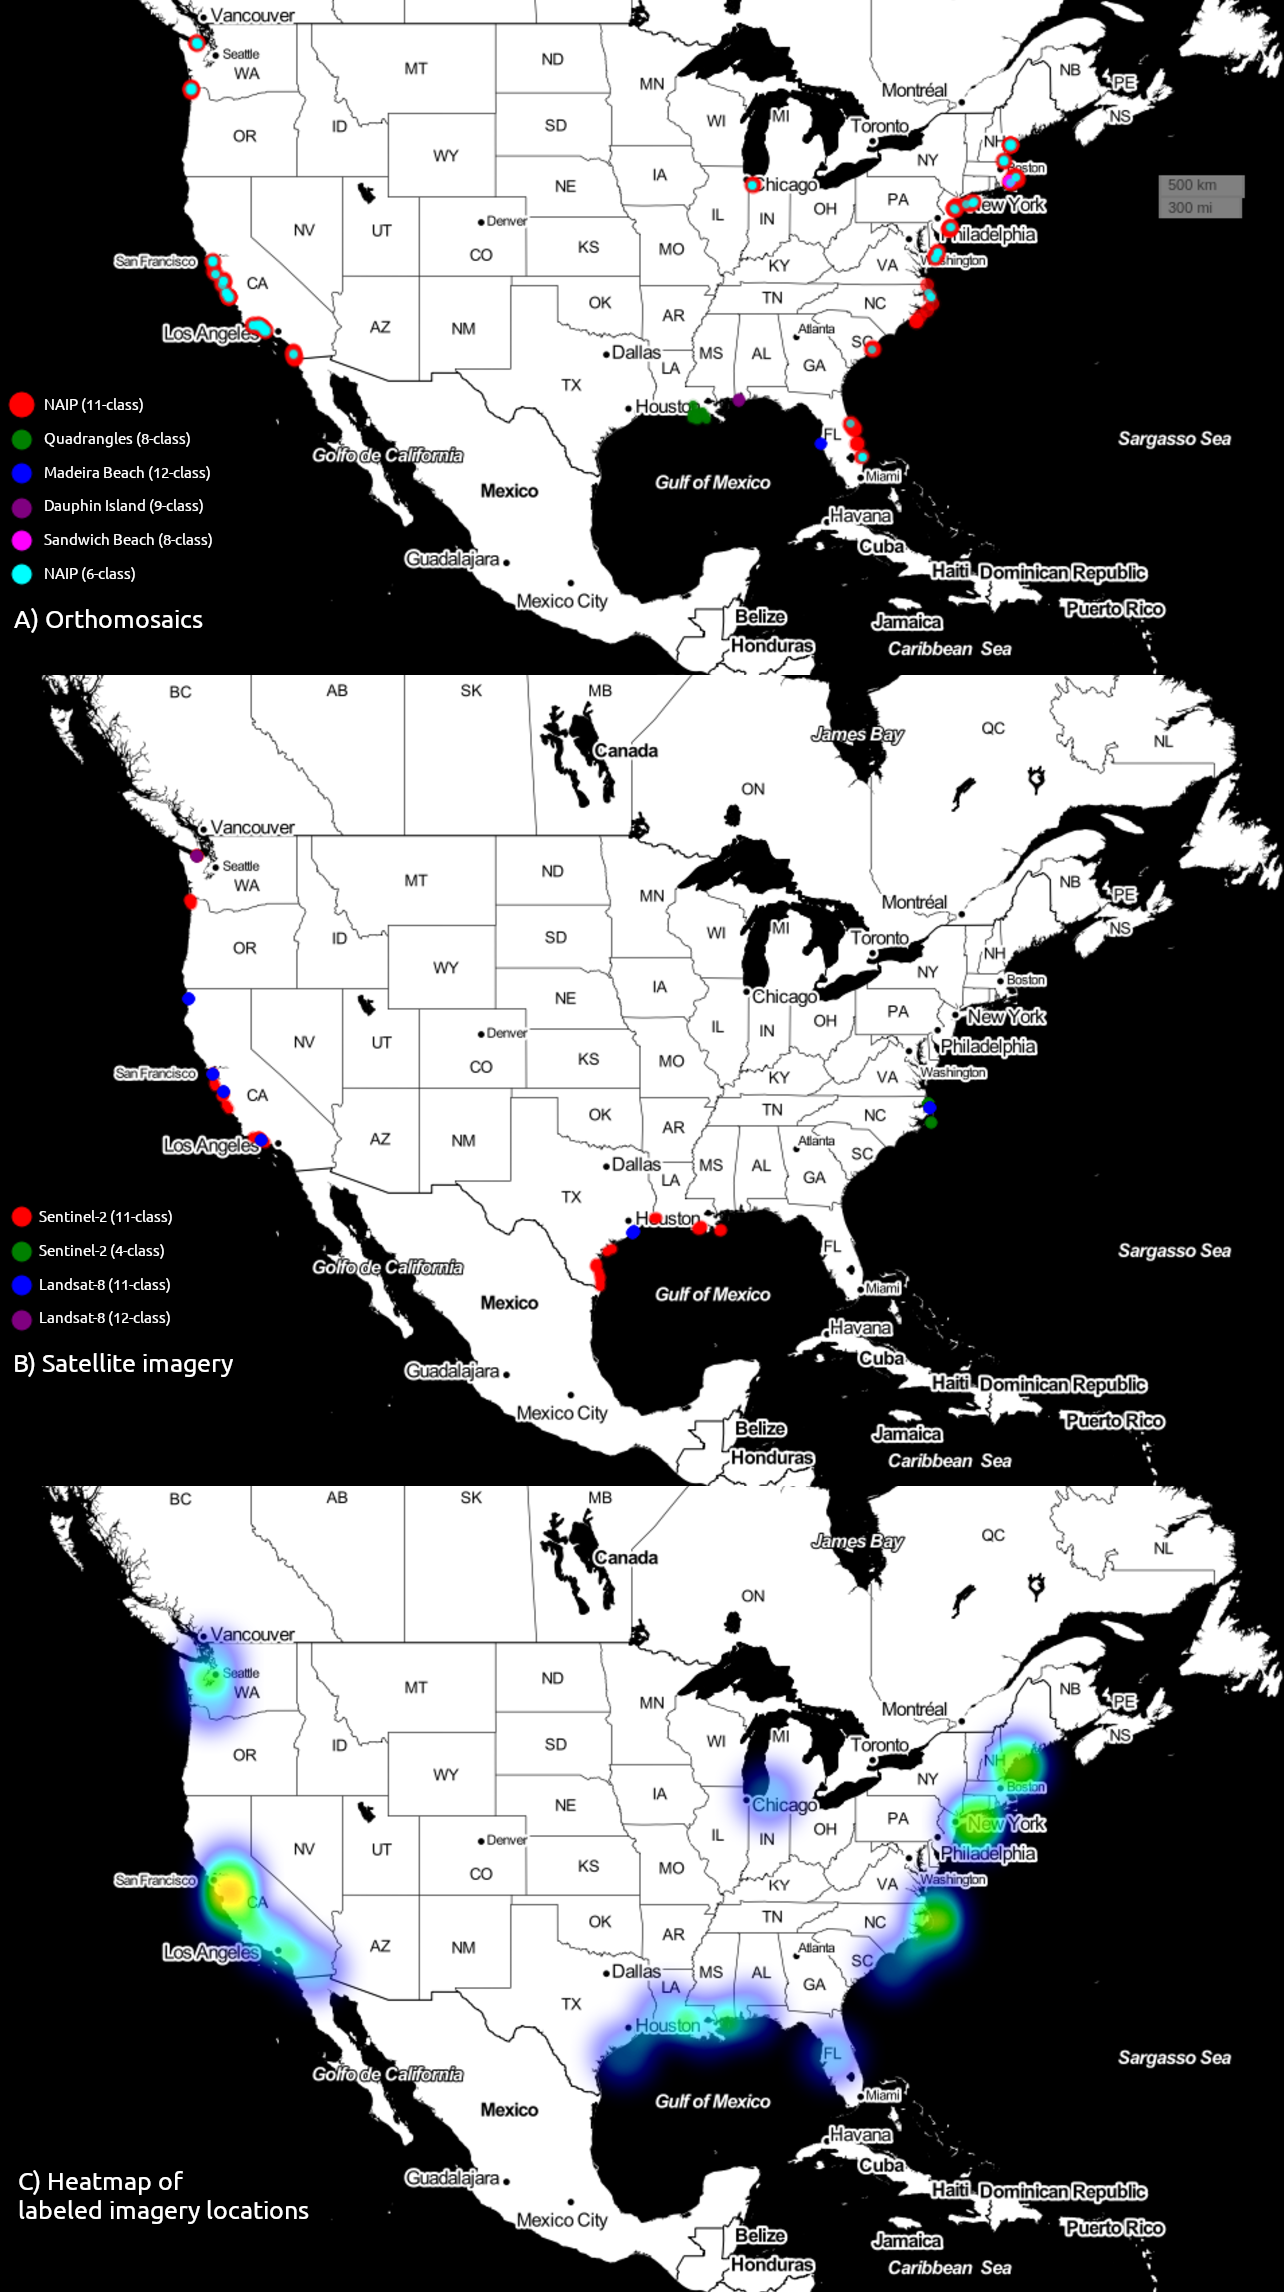 Vancouver
Seattle
WA
MT
ND
MN
OR
ID
WY
SD
WI
MI
Montréal
Toronto
NB
PE
NS
NH
Boston
NY
500 km
300 mi
NE
IA
Chicago
PA
New York
NV
UT
Denver
CO
KS
MO
IL
IN
OH
Philadelphia
KY
VA
Washington
San Francisco
CA
Los Angeles
AZ
NM
OK
AR
TN
NC
Atlanta
SC
Dallas
LA
MS
AL
GA
TX
Houston
FL
Miami
NAIP (11-class)
Quadrangles (8-class)
Madeira Beach (12-class)
Dauphin Island (9-class)
Sandwich Beach (8-class)
NAIP (6-class)
A) Orthomosaics
Golfo de California
Mexico
Gulf of Mexico
Sargasso Sea
Guadalajara
Mexico City
Havana
Cuba
Haiti
Dominican Republic
Puerto Rico
Belize
Honduras
Jamaica
Caribbean Sea
BC
AB
SK
MB
Canada
James Bay
QC
NL
ON
Vancouver
Seattle
WA
MT
ND
MN
OR
ID
WY
SD
WI
MI
Montréal
Toronto
NB
PE
NS
NH
Boston
NY
NE
IA
Chicago
PA
New York
NV
UT
Denver
CO
KS
MO
IL
IN
OH
Philadelphia
KY
VA
Washington
San Francisco
CA
Los Angeles
AZ
NM
OK
AR
TN
NC
Atlanta
SC
Dallas
LA
MS
AL
GA
TX
Houston
FL
Miami
Sentinel-2 (11-class)
Sentinel-2 (4-class)
Landsat-8 (11-class)
Landsat-8 (12-class)
B) Satellite imagery
Golfo de California
Mexico
Gulf of Mexico
Sargasso Sea
Guadalajara
Mexico City
Havana
Cuba
Haiti
Dominican Republic
Puerto Rico
Belize
Honduras
Jamaica
Caribbean Sea
BC
AB
SK
MB
Canada
James Bay
QC
NL
ON
Vancouver
Seattle
WA
MT
ND
MN
OR
ID
WY
SD
WI
MI
Montréal
Toronto
NB
PE
NS
NH
Boston
NY
NE
IA
Chicago
PA
New York
NV
UT
Denver
CO
KS
MO
IL
IN
OH
Philadelphia
KY
VA
Washington
San Francisco
CA
Los Angeles
AZ
NM
OK
AR
TN
NC
Atlanta
SC
Dallas
LA
MS
AL
GA
TX
Houston
FL
Miami
Golfo de California
Mexico
Gulf of Mexico
Sargasso Sea
C) Heatmap of
labeled imagery locations
Guadalajara
Mexico City
Havana
Cuba
Haiti
Dominican Republic
Puerto Rico
Belize
Honduras
Jamaica
Caribbean Sea